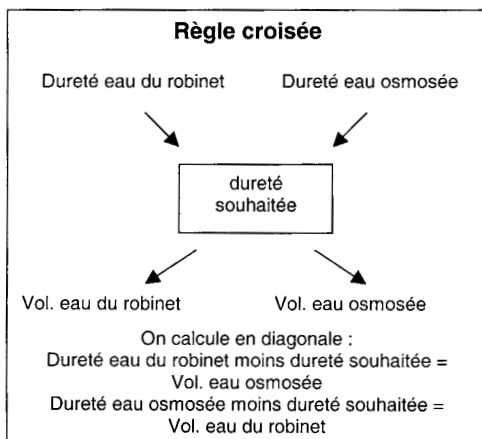 Règle croisée
Dureté eau du robinet Dureté eau osmosée
dureté
souhaitée
Vol. eau du robinet Vol. eau osmosée
On calcule en diagonale :
Dureté eau du robinet moins dureté souhaitée =
Vol. eau osmosée
Dureté eau osmosée moins dureté souhaitée =
Vol. eau du robinet